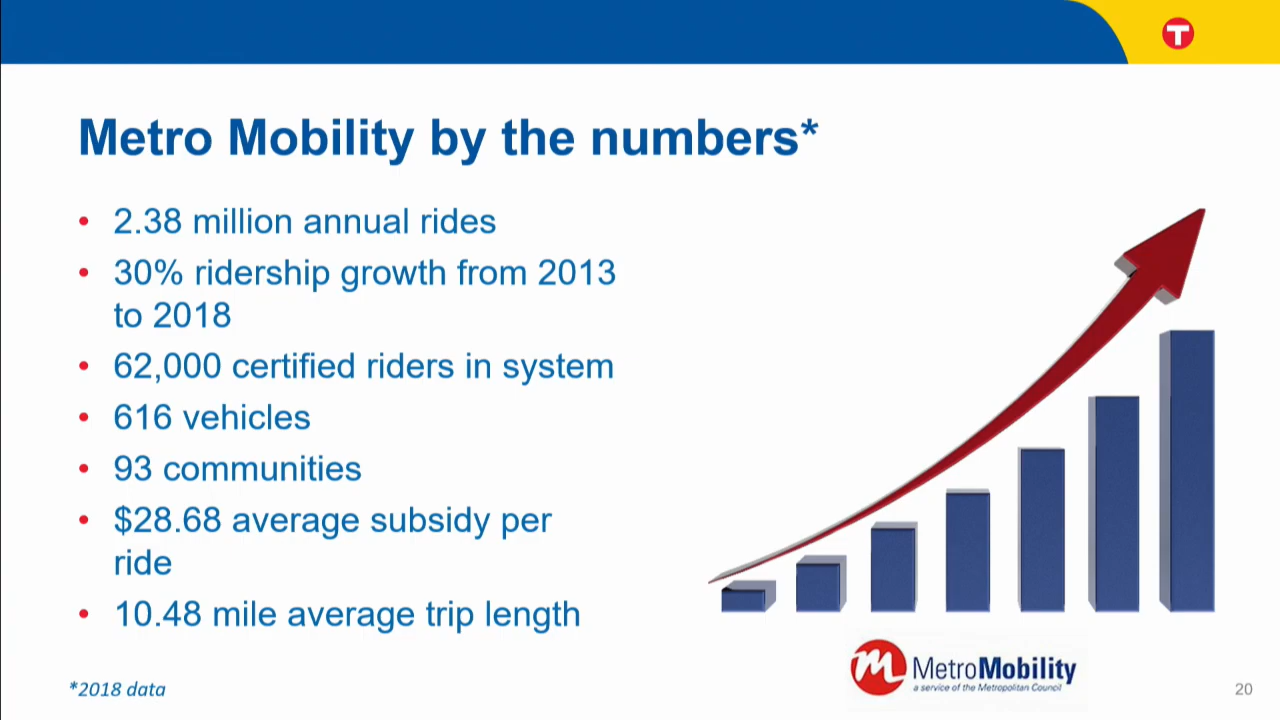 T
Metro Mobility by the numbers*
• 2.38 million annual rides
• 30% ridership growth from 2013
to 2018
• 62,000 certified riders in system
• 616 vehicles
• 93 communities
• $28.68 average subsidy per
ride
• 10.48 mile average trip length
m MetroMobility
a service of the Metropolitan Council
*2018 data
20